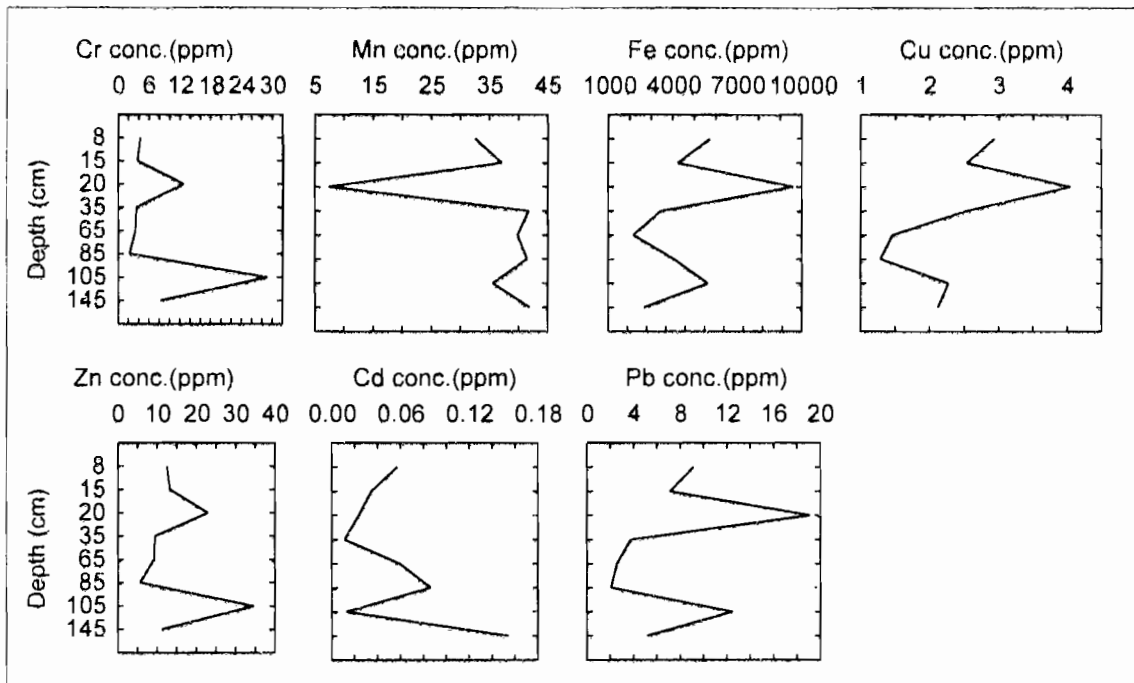 Cr conc.(ppm) Mn conc.(ppm) Fe conc.(ppm) Cu conc.(ppm)
0 6 12 18 24 30 5 15 25 35 45 1000 4000 7000 10000 1 2 3 4
8
15
20
35
65
85
105
145
Depth (cm)
Zn conc.(ppm) Cd conc.(ppm) Pb conc.(ppm)
0 10 20 30 40 0.00 0.06 0.12 0.18 0 4 8 12 16 20
8
15
20
35
65
85
105
145
Depth (cm)